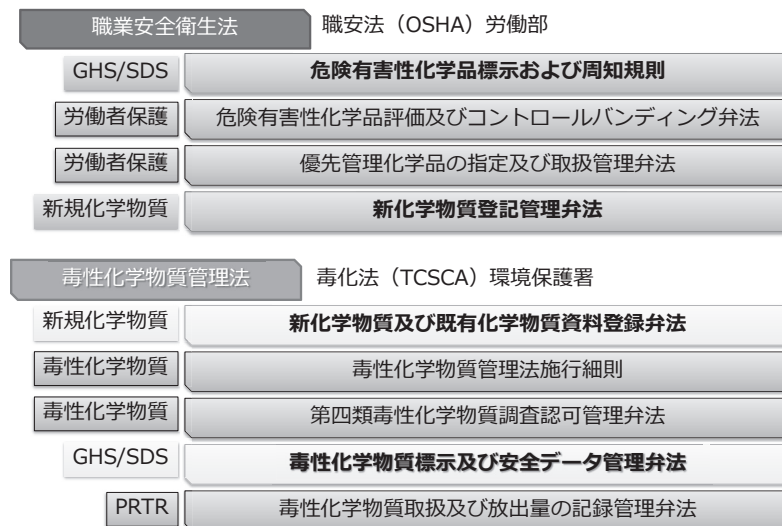 職業安全衛生法 職安法（OSHA）労働部
GHS/SDS 危険有害性化学品標示および周知規則
労働者保護 危険有害性化学品評価及びコントロールバンディング弁法
労働者保護 優先管理化学品の指定及び取扱管理弁法
新規化学物質 新化学物質登記管理弁法
毒性化学物質管理法 毒化法（TCSCA）環境保護署
新規化学物質 新化学物質及び既有化学物質資料登録弁法
毒性化学物質 毒性化学物質管理法施行細則
毒性化学物質 第四類毒性化学物質調査認可管理弁法
GHS/SDS 毒性化学物質標示及び安全データ管理弁法
PRTR 毒性化学物質取扱及び放出量の記録管理弁法